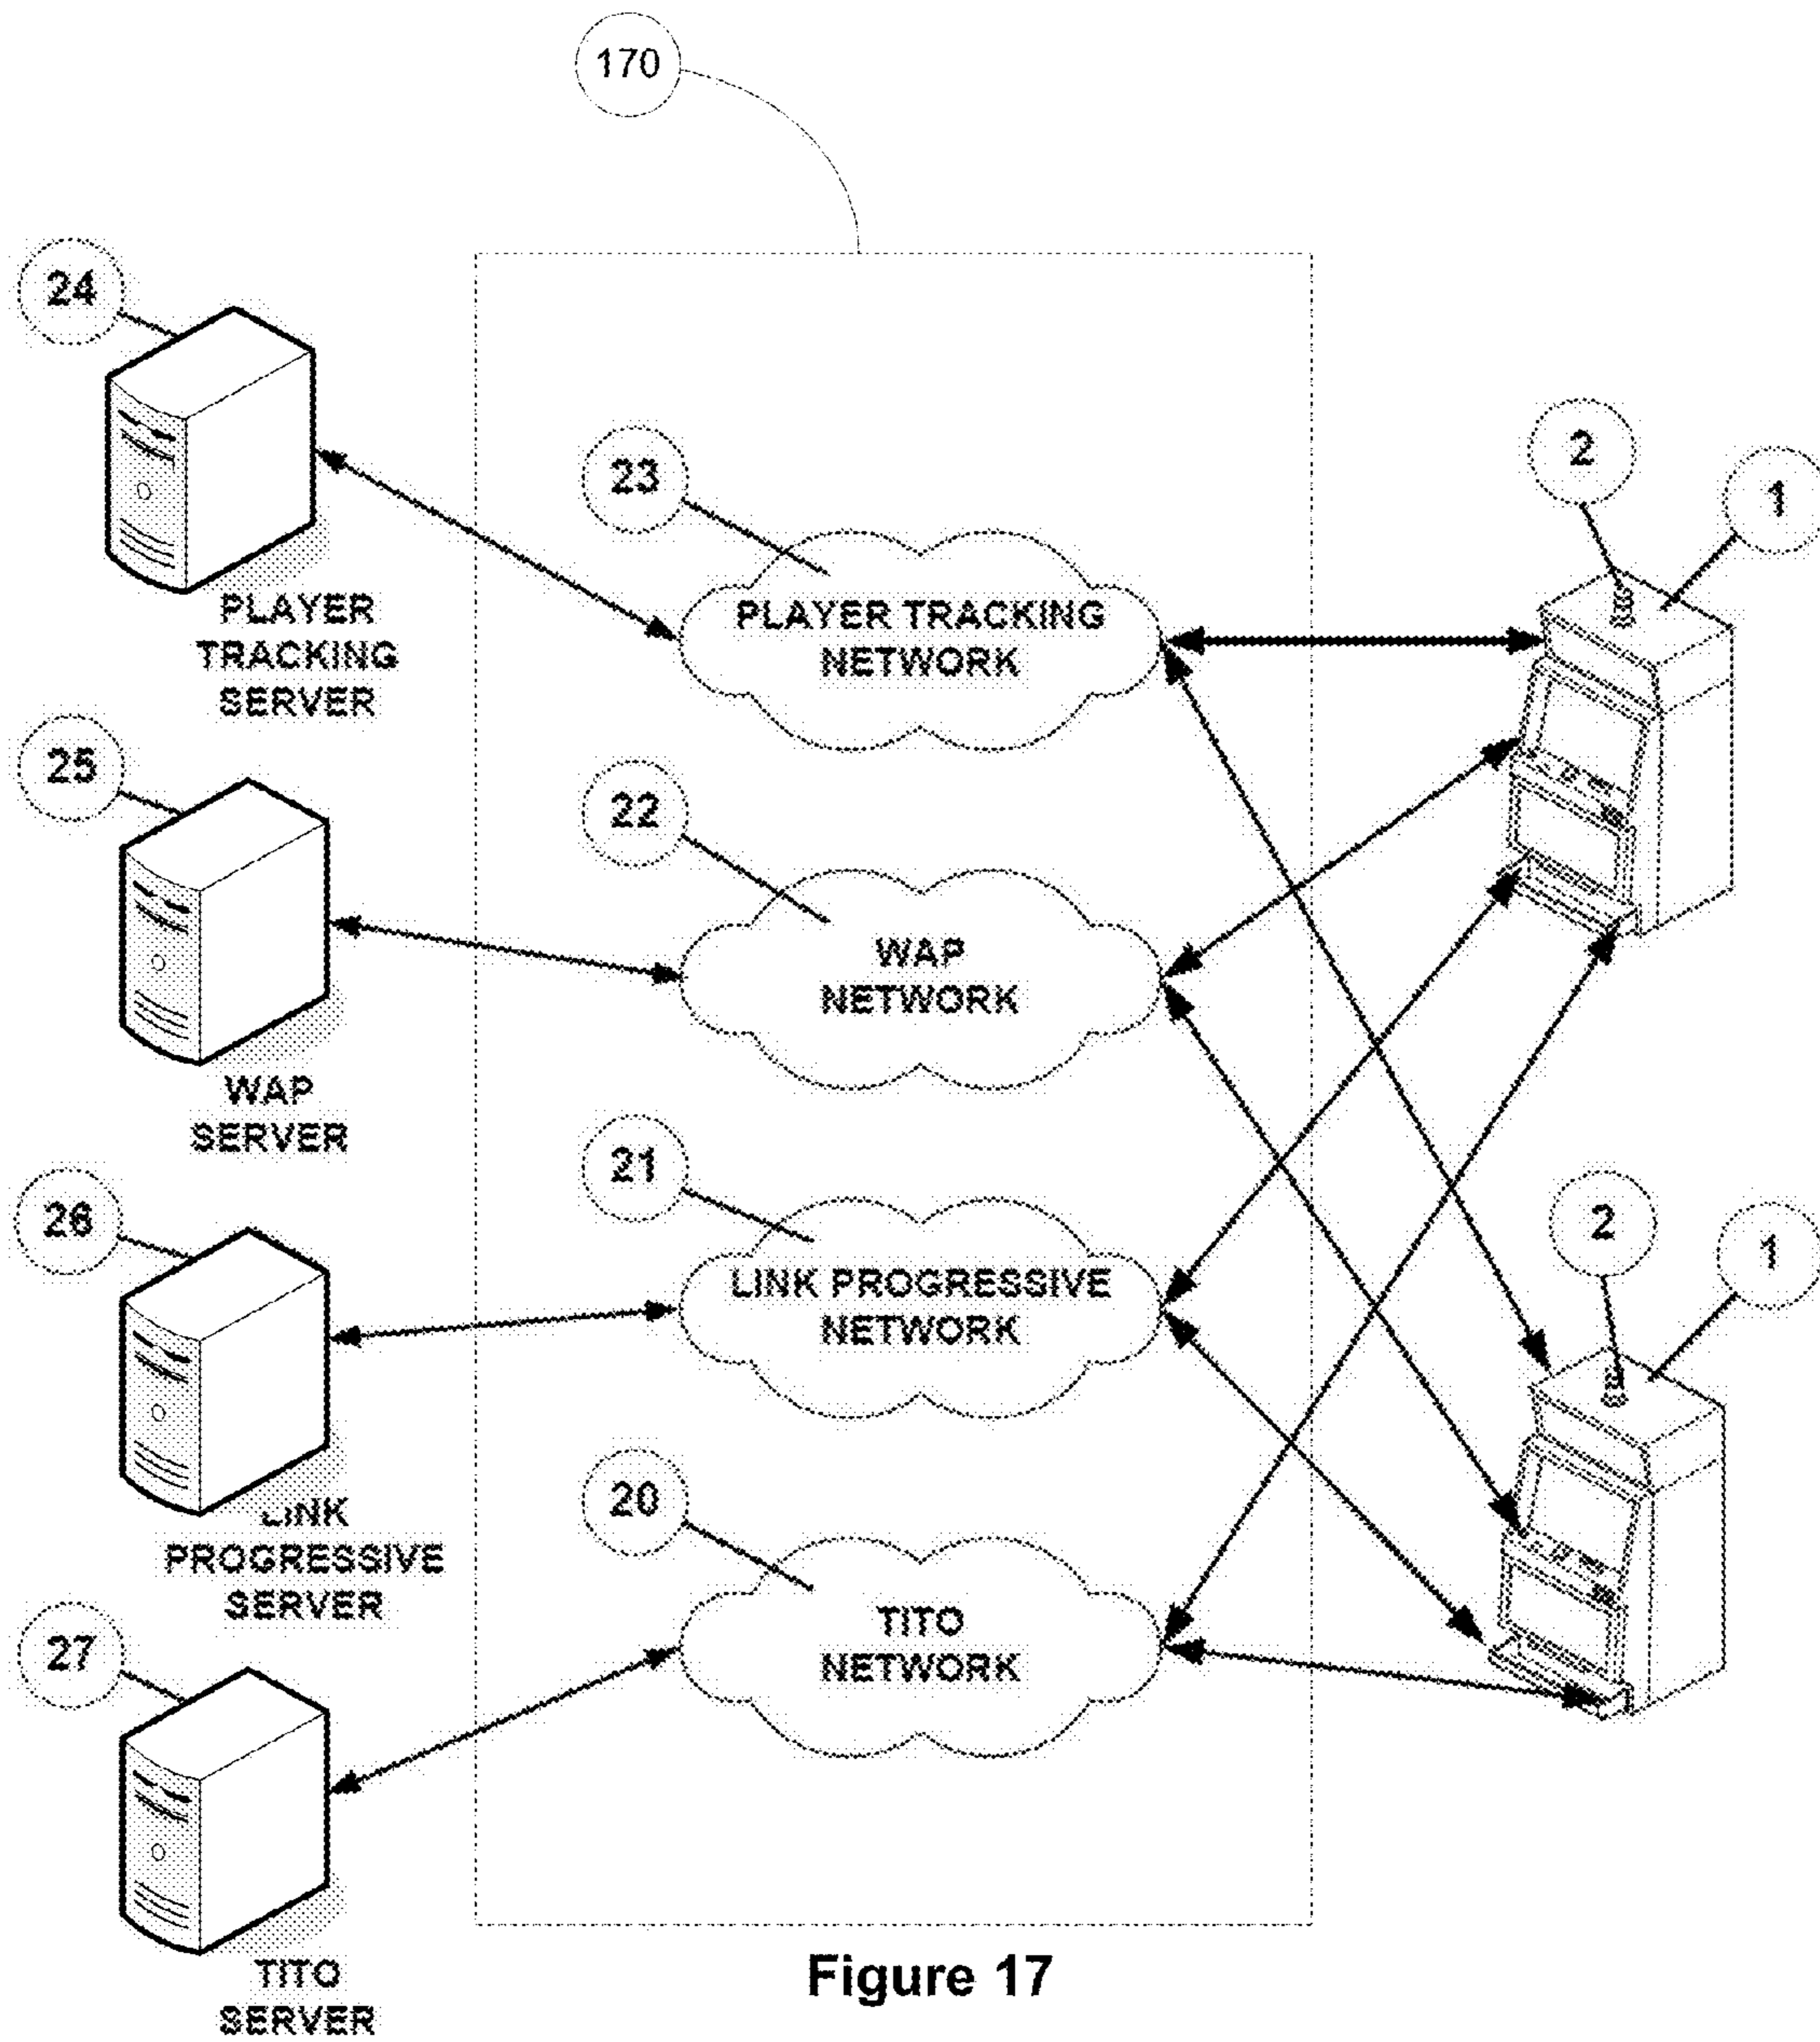 170
24
PLAYER
TRACKING
SERVER
23
PLAYER TRACKING
NETWORK
2
1
25
WAP
SERVER
22
WAP
NETWORK
26
LINK
PROGRESSIVE
SERVER
21
LINK PROGRESSIVE
NETWORK
2
1
27
TITO
SERVER
20
TITO
NETWORK
Figure 17